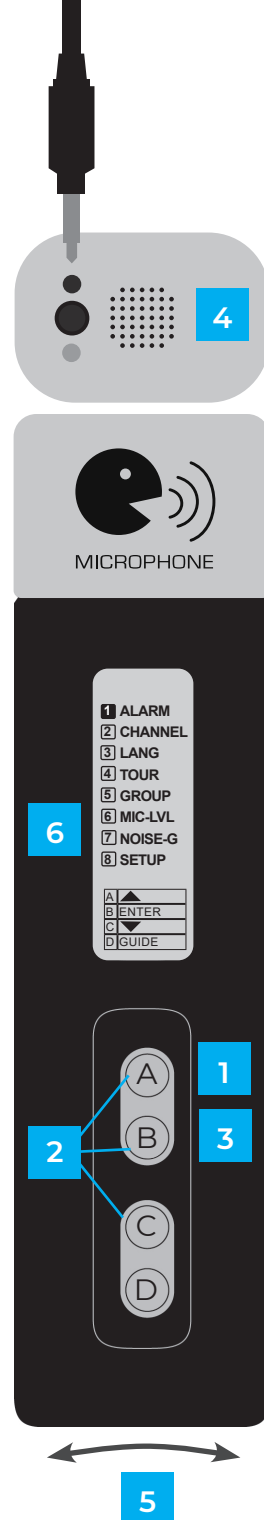 4
MICROPHONE
1 ALARM
2 CHANNEL
3 LANG
4 TOUR
5 GROUP
6 MIC-LVL
7 NOISE-G
8 SETUP
6
A ▲
B ENTER
C ▼
D GUIDE
A
1
B
3
2
C
D
5